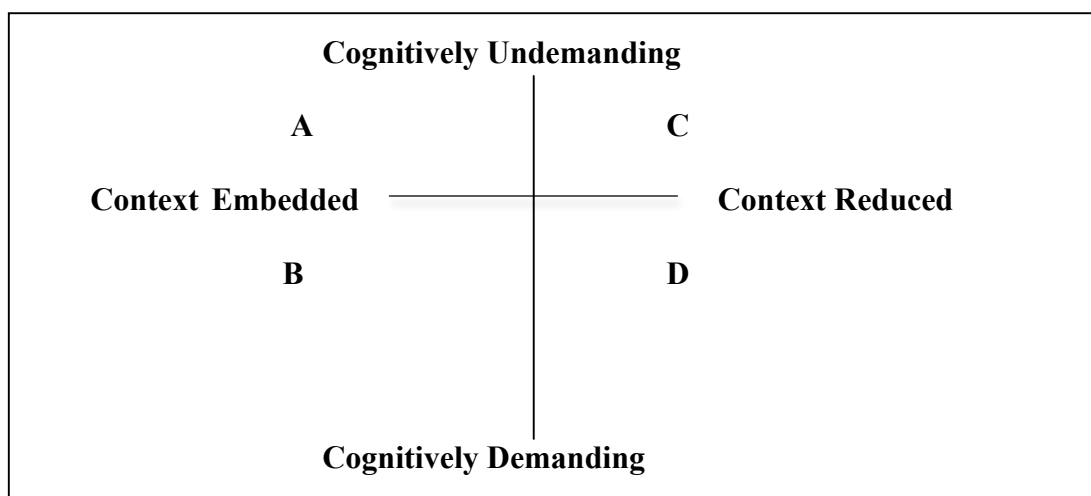 Cognitively Undemanding
A C
Context Embedded Context Reduced
B D
Cognitively Demanding